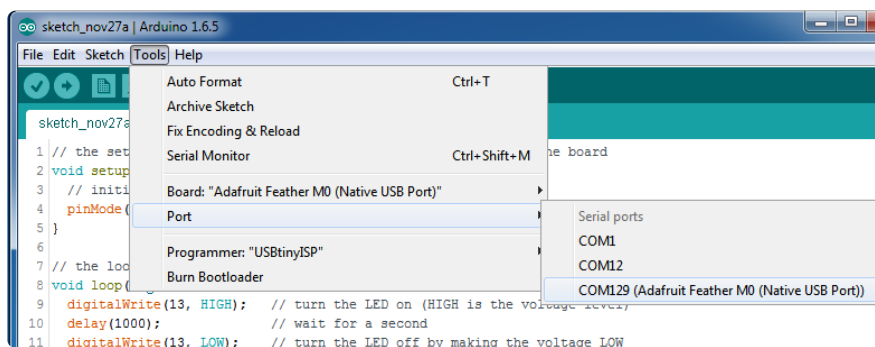 sketch_nov27a | Arduino 1.6.5
File Edit Sketch Tools Help
Auto Format Ctrl+T
Archive Sketch
Fix Encoding & Reload
Serial Monitor Ctrl+Shift+M
Board: "Adafruit Feather M0 (Native USB Port)"
Port
Programmer: "USBtinyISP"
Burn Bootloader
Serial ports
COM1
COM12
COM129 (Adafruit Feather M0 (Native USB Port))
sketch_nov27a
1 // the set he board
2 void setup
3 // initi
4 pinMode(
5 }
6
7 // the loo
8 void loop(
9 digitalWrite(13, HIGH); // turn the LED on (HIGH is the voltage level)
10 delay(1000); // wait for a second
11 digitalWrite(13, LOW); // turn the LED off by making the voltage LOW